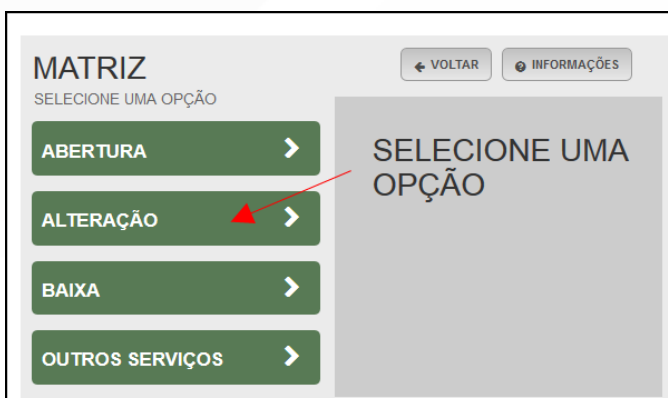 MATRIZ
SELECIONE UMA OPÇÃO
VOLTAR
INFORMAÇÕES
ABERTURA
ALTERAÇÃO
BAIXA
OUTROS SERVIÇOS
SELECIONE UMA
OPÇÃO